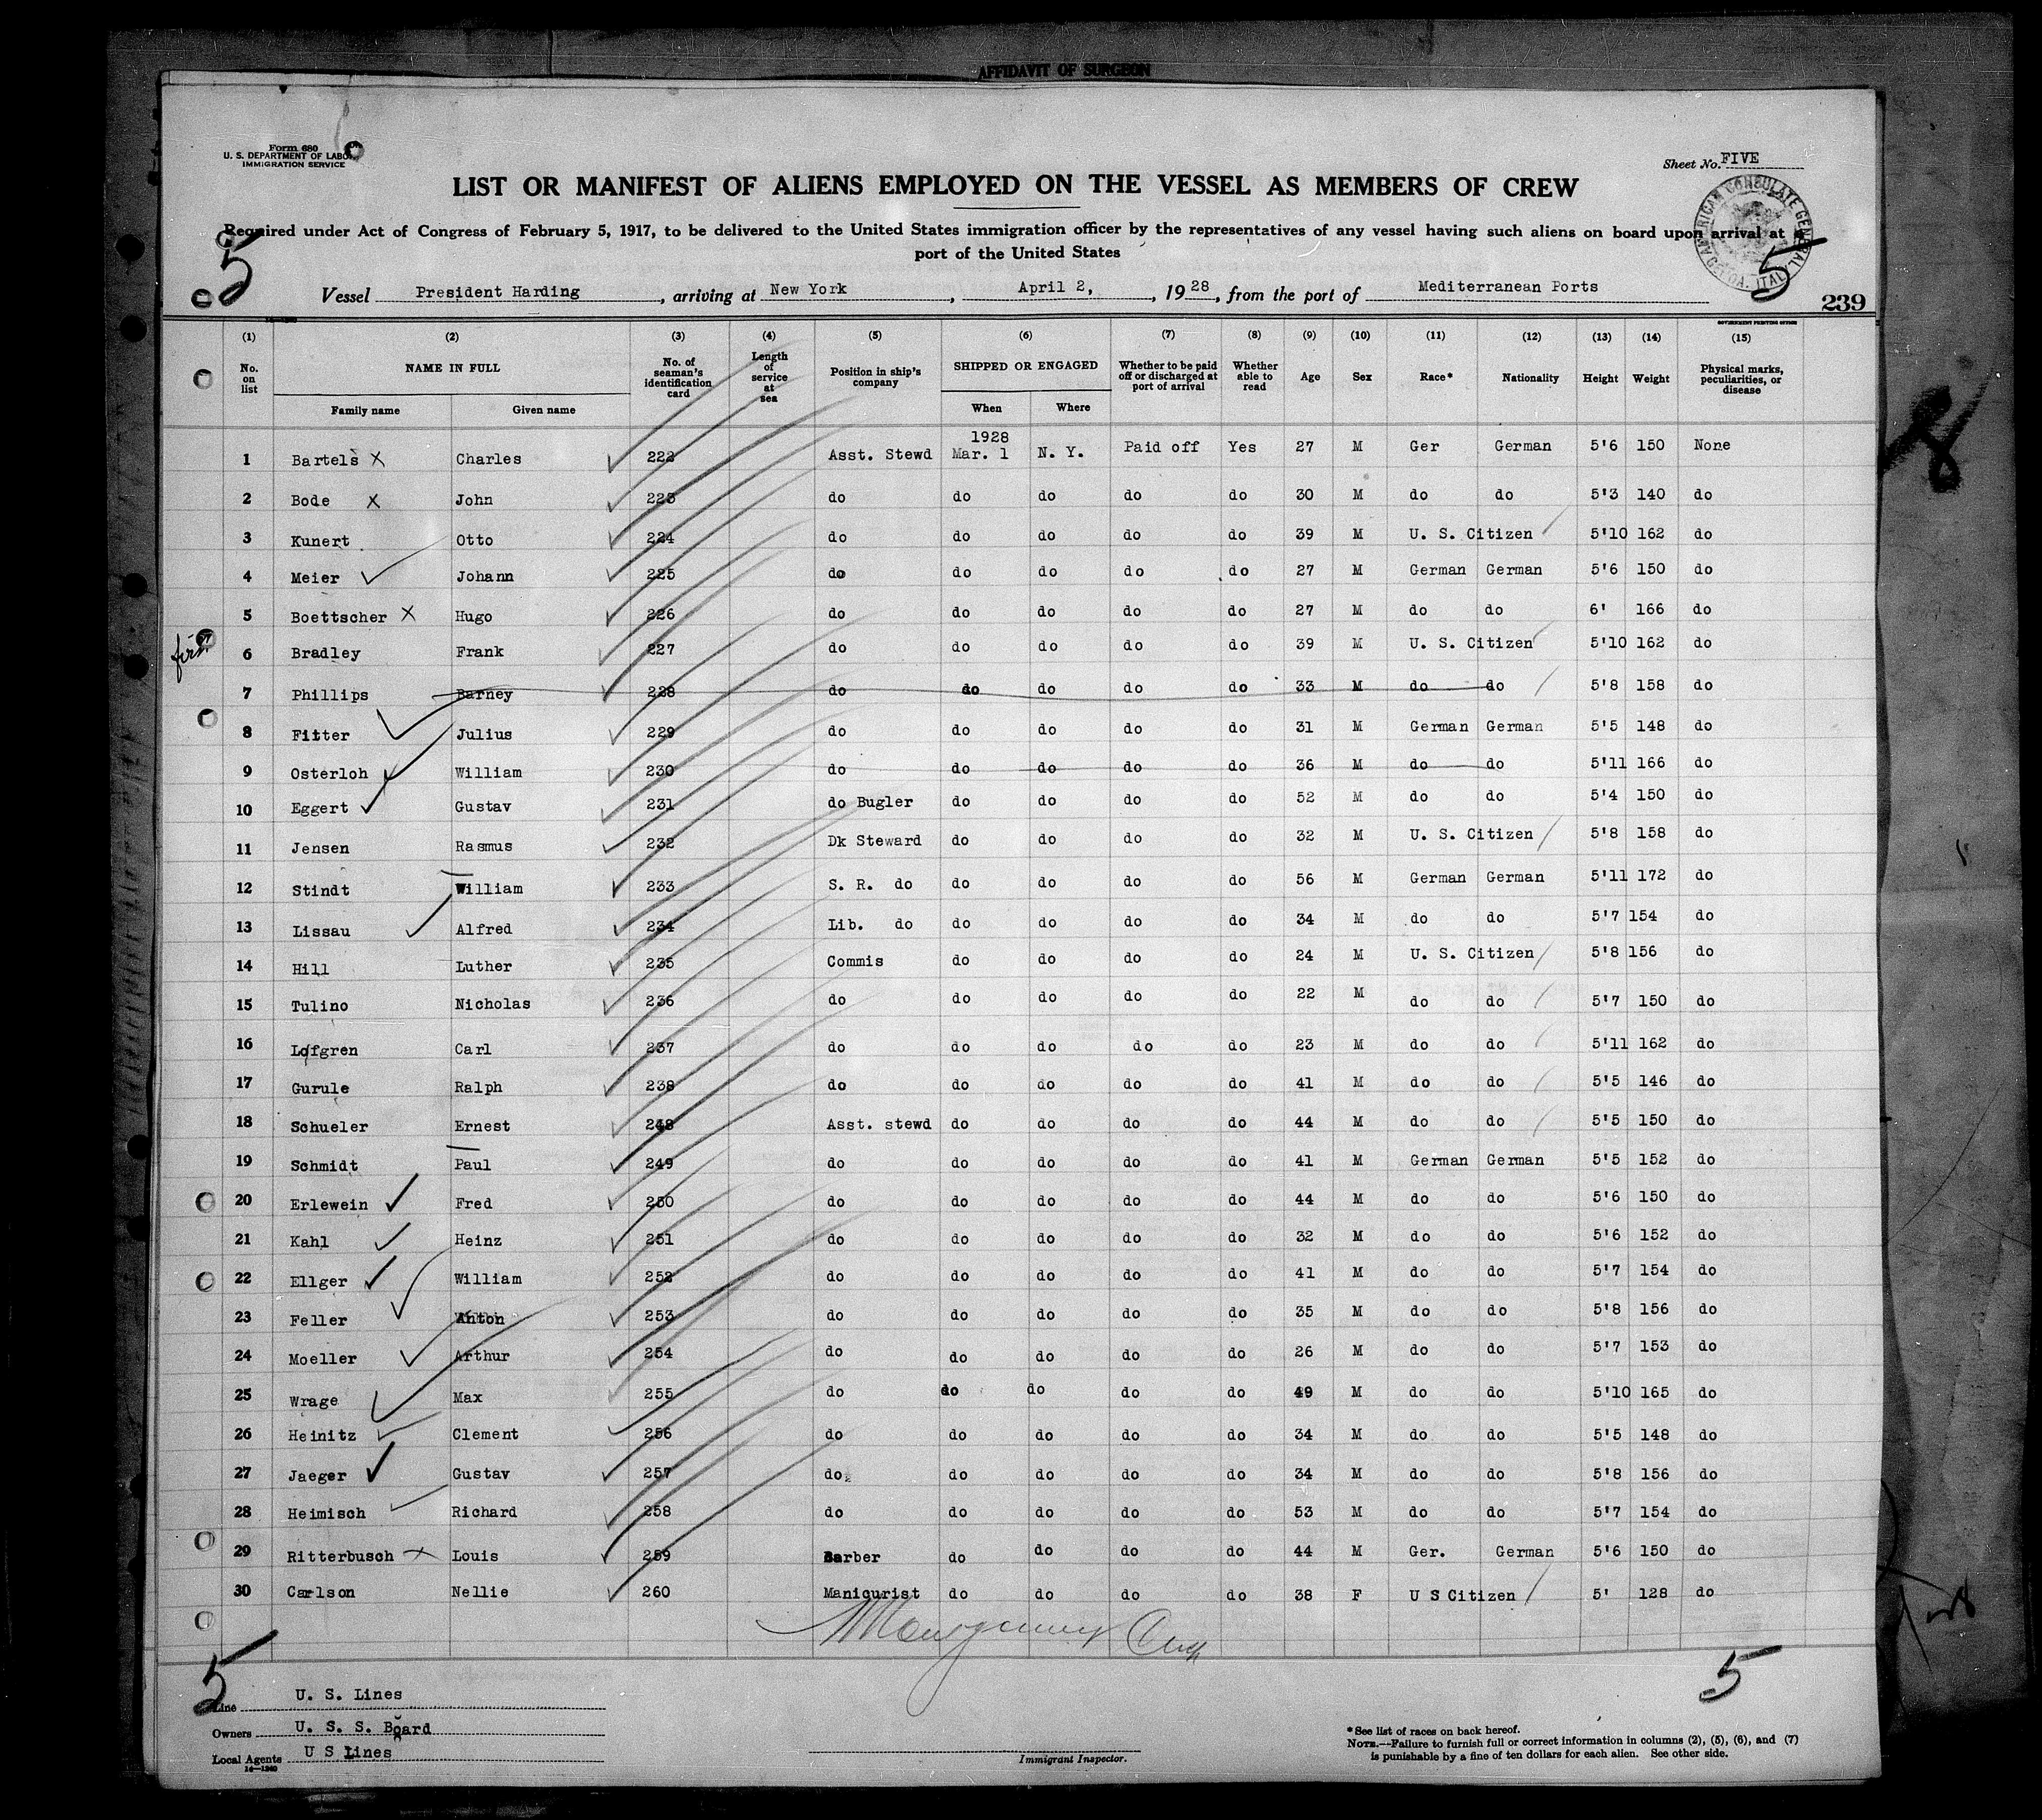 AFFIDAVIT OF SURGEON
Form 680
U. S. DEPARTMENT OF LABOR
IMMIGRATION SERVICE
Sheet No. FIVE
LIST OR MANIFEST OF ALIENS EMPLOYED ON THE VESSEL AS MEMBERS OF CREW
Required under Act of Congress of February 5, 1917, to be delivered to the United States immigration officer by the representatives of any vessel having such aliens on board upon arrival at a
port of the United States
AMERICAN CONSULATE GENERAL GENOA, ITALY
5 5
Vessel President Harding, arriving at New York, April 2, 1928, from the port of Mediterranean Ports
239
GOVERNMENT PRINTING OFFICE
(1) (2) (3) (4) (5) (6) (7) (8) (9) (10) (11) (12) (13) (14) (15)
No. on list NAME IN FULL Family name Given name No. of seaman's identification card Length of service at sea Position in ship's company SHIPPED OR ENGAGED When Where Whether to be paid off or discharged at port of arrival Whether able to read Age Sex Race* Nationality Height Weight Physical marks, peculiarities, or disease
1928
1 Bartels X Charles 222 Asst. Stewd Mar. 1 N. Y. Paid off Yes 27 M Ger German 5'6 150 None
2 Bode X John 223 do do do do do 30 M do do 5'3 140 do
3 Kunert Otto 224 do do do do do 39 M U. S. Citizen 5'10 162 do
4 Meier Johann 225 do do do do do 27 M German German 5'6 150 do
5 Boettscher X Hugo 226 do do do do do 27 M do do 6' 166 do
first
6 Bradley Frank 227 do do do do do 39 M U. S. Citizen 5'10 162 do
7 Phillips Barney 228 do do do do do 33 M do do 5'8 158 do
8 Fitter Julius 229 do do do do do 31 M German German 5'5 148 do
9 Osterloh William 230 do do do do do 36 M do do 5'11 166 do
10 Eggert Gustav 231 do Bugler do do do do 52 M do do 5'4 150 do
11 Jensen Rasmus 232 Dk Steward do do do do 32 M U. S. Citizen 5'8 158 do
12 Stindt William 233 S. R. do do do do do 56 M German German 5'11 172 do
13 Lissau Alfred 234 Lib. do do do do do 34 M do do 5'7 154 do
14 Hill Luther 235 Commis do do do do 24 M U. S. Citizen 5'8 156 do
15 Tulino Nicholas 236 do do do do do 22 M do do 5'7 150 do
16 Lofgren Carl 237 do do do do do 23 M do do 5'11 162 do
17 Gurule Ralph 238 do do do do do 41 M do do 5'5 146 do
18 Schueler Ernest 248 Asst. stewd do do do do 44 M do do 5'5 150 do
19 Schmidt Paul 249 do do do do do 41 M German German 5'5 152 do
20 Erlewein Fred 250 do do do do do 44 M do do 5'6 150 do
21 Kahl Heinz 251 do do do do do 32 M do do 5'6 152 do
22 Ellger William 252 do do do do do 41 M do do 5'7 154 do
23 Feller Anton 253 do do do do do 35 M do do 5'8 156 do
24 Moeller Arthur 254 do do do do do 26 M do do 5'7 153 do
25 Wrage Max 255 do do do do do 49 M do do 5'10 165 do
26 Heinitz Clement 256 do do do do do 34 M do do 5'5 148 do
27 Jaeger Gustav 257 do do do do do 34 M do do 5'8 156 do
28 Heimisch Richard 258 do do do do do 53 M do do 5'7 154 do
29 Ritterbusch X Louis 259 Barber do do do do 44 M Ger. German 5'6 150 do
30 Carlson Nellie 260 Manicurist do do do do 38 F U S Citizen 5' 128 do
5 5
Line U. S. Lines
Owners U. S. S. Board
Local Agents U S Lines
14—1240
Immigrant Inspector.
*See list of races on back hereof.
NOTE.—Failure to furnish full or correct information in columns (2), (5), (6), and (7)
is punishable by a fine of ten dollars for each alien. See other side.